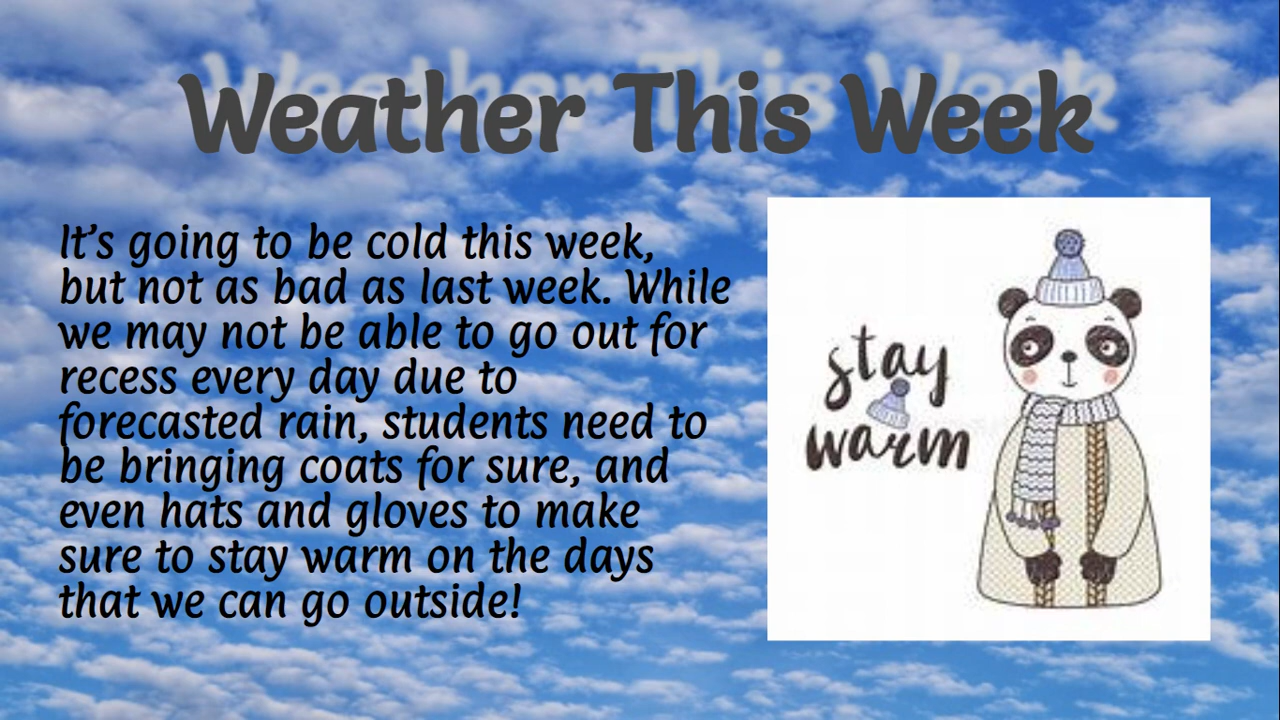 Weather This Week
It's going to be cold this week,
but not as bad as last week. While
we may not be able to go out for
recess every day due to
forecasted rain, students need to
be bringing coats for sure, and
even hats and gloves to make
sure to stay warm on the days
that we can go outside!
stay
warm